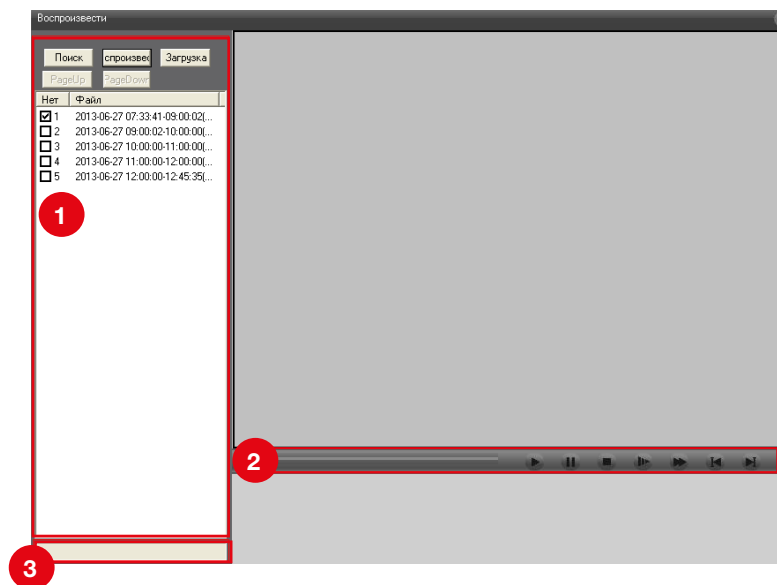 Воспроизвести
Поиск спроизвес Загрузка
PageUp PageDown
Нет Файл
1 2013-06-27 07:33:41-09:00:02(...
2 2013-06-27 09:00:02-10:00:00(...
3 2013-06-27 10:00:00-11:00:00(...
4 2013-06-27 11:00:00-12:00:00(...
5 2013-06-27 12:00:00-12:45:35(...
1
2
3